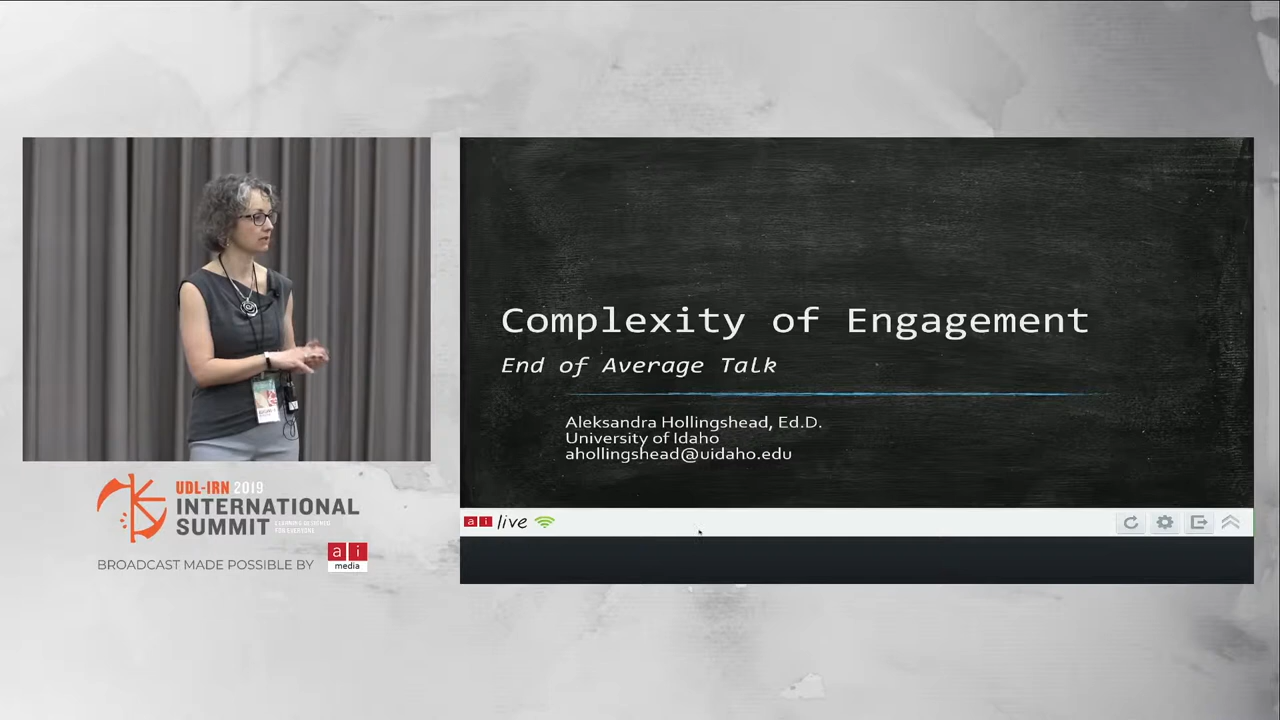 Complexity of Engagement
End of Average Talk
Aleksandra Hollingshead, Ed.D.
University of Idaho
ahollingshead@uidaho.edu
ai live
UDL-IRN 2019
INTERNATIONAL
SUMMIT
BROADCAST MADE POSSIBLE BY
ai
media